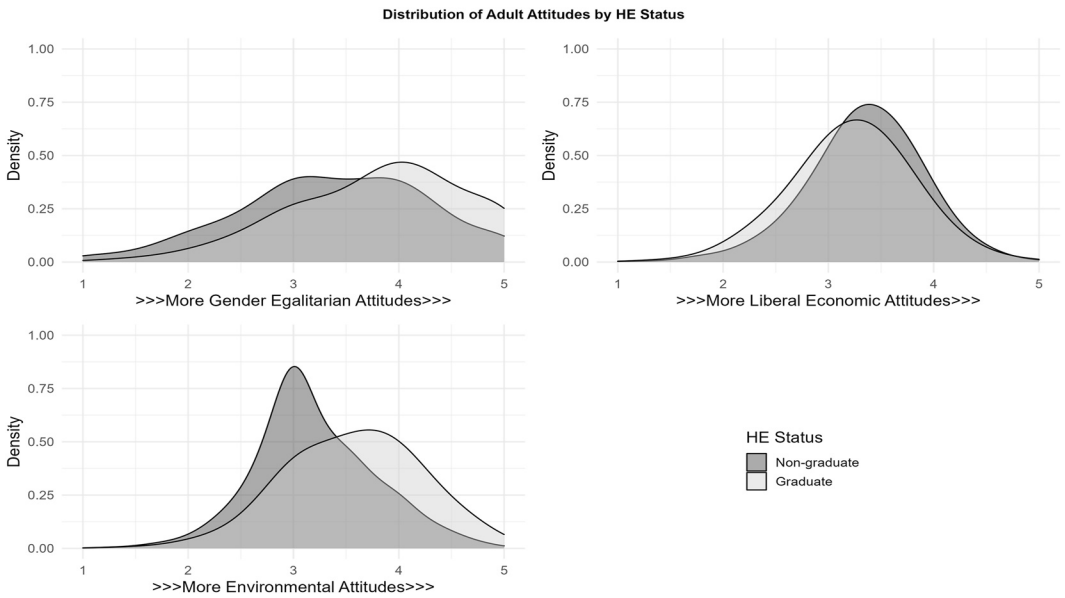 Distribution of Adult Attitudes by HE Status
1.00
0.75
0.50
0.25
0.00
Density
1 2 3 4 5
>>>More Gender Egalitarian Attitudes>>>
1.00
0.75
0.50
0.25
0.00
Density
1 2 3 4 5
>>>More Liberal Economic Attitudes>>>
1.00
0.75
0.50
0.25
0.00
Density
1 2 3 4 5
>>>More Environmental Attitudes>>>
HE Status
Non-graduate
Graduate